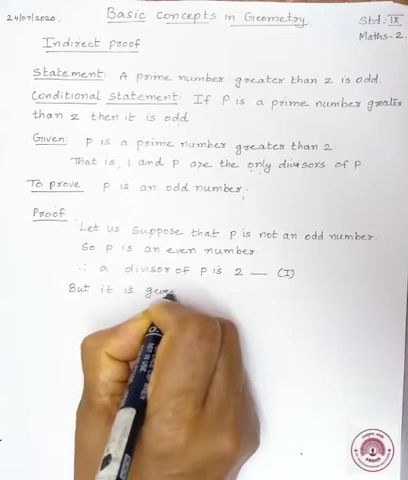 24/07/2020. Basic Concepts in Geometry. Std: IX
Maths-2.
Indirect proof
Statement: A prime number greater than 2 is odd.
Conditional Statement: If P is a prime number greater
than 2 then it is odd
Given: P is a prime number greater than 2.
That is, 1 and P are the only divisors of P
To prove P is an odd number.
Proof.
Let us suppose that P is not an odd number.
So P is an even number.
∴ a divisor of P is 2 — (I)
But it is give